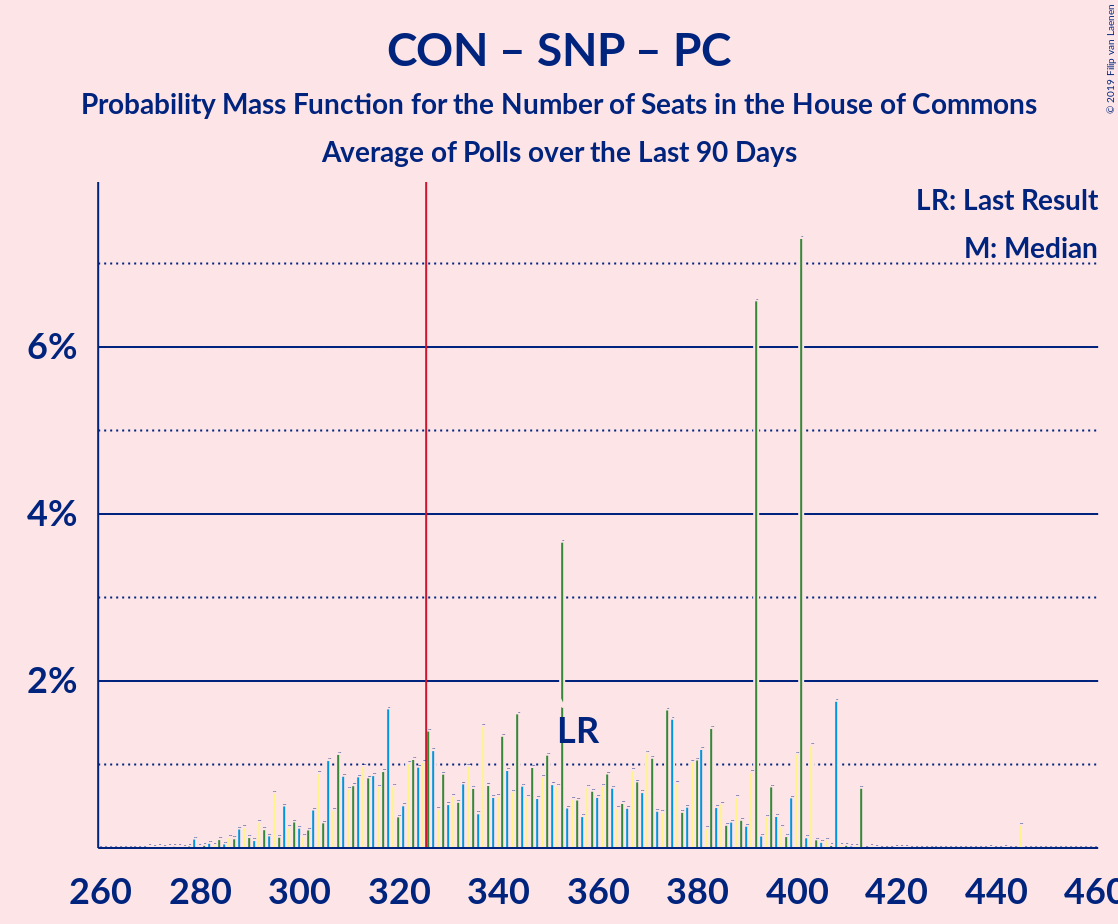 CON – SNP – PC
Probability Mass Function for the Number of Seats in the House of Commons
Average of Polls over the Last 90 Days
© 2019 Filip van Laenen
LR: Last Result
M: Median
6%
4%
2%
LR
260 280 300 320 340 360 380 400 420 440 460